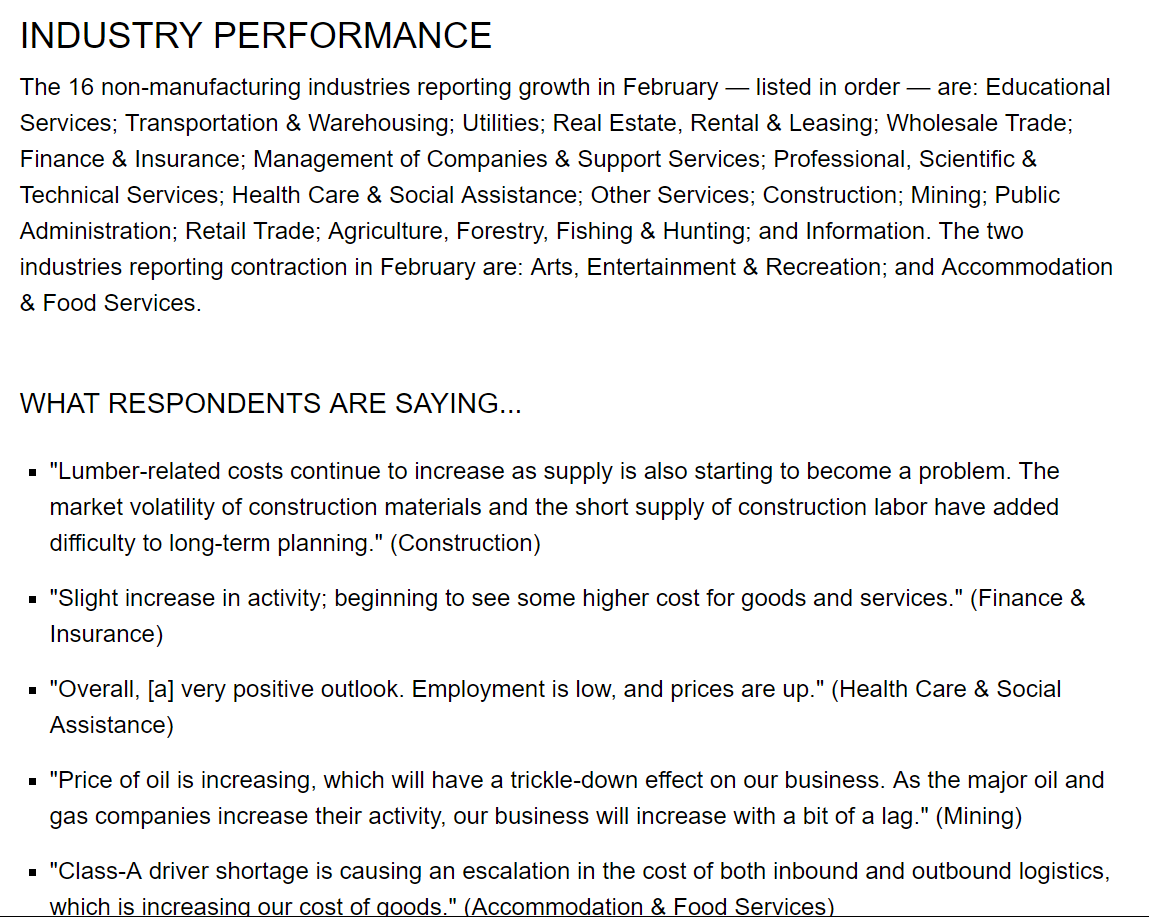 INDUSTRY PERFORMANCE
The 16 non-manufacturing industries reporting growth in February — listed in order — are: Educational
Services; Transportation & Warehousing; Utilities; Real Estate, Rental & Leasing; Wholesale Trade;
Finance & Insurance; Management of Companies & Support Services; Professional, Scientific &
Technical Services; Health Care & Social Assistance; Other Services; Construction; Mining; Public
Administration; Retail Trade; Agriculture, Forestry, Fishing & Hunting; and Information. The two
industries reporting contraction in February are: Arts, Entertainment & Recreation; and Accommodation
& Food Services.
WHAT RESPONDENTS ARE SAYING...
▪ "Lumber-related costs continue to increase as supply is also starting to become a problem. The
market volatility of construction materials and the short supply of construction labor have added
difficulty to long-term planning." (Construction)
▪ "Slight increase in activity; beginning to see some higher cost for goods and services." (Finance &
Insurance)
▪ "Overall, [a] very positive outlook. Employment is low, and prices are up." (Health Care & Social
Assistance)
▪ "Price of oil is increasing, which will have a trickle-down effect on our business. As the major oil and
gas companies increase their activity, our business will increase with a bit of a lag." (Mining)
▪ "Class-A driver shortage is causing an escalation in the cost of both inbound and outbound logistics,
which is increasing our cost of goods." (Accommodation & Food Services)